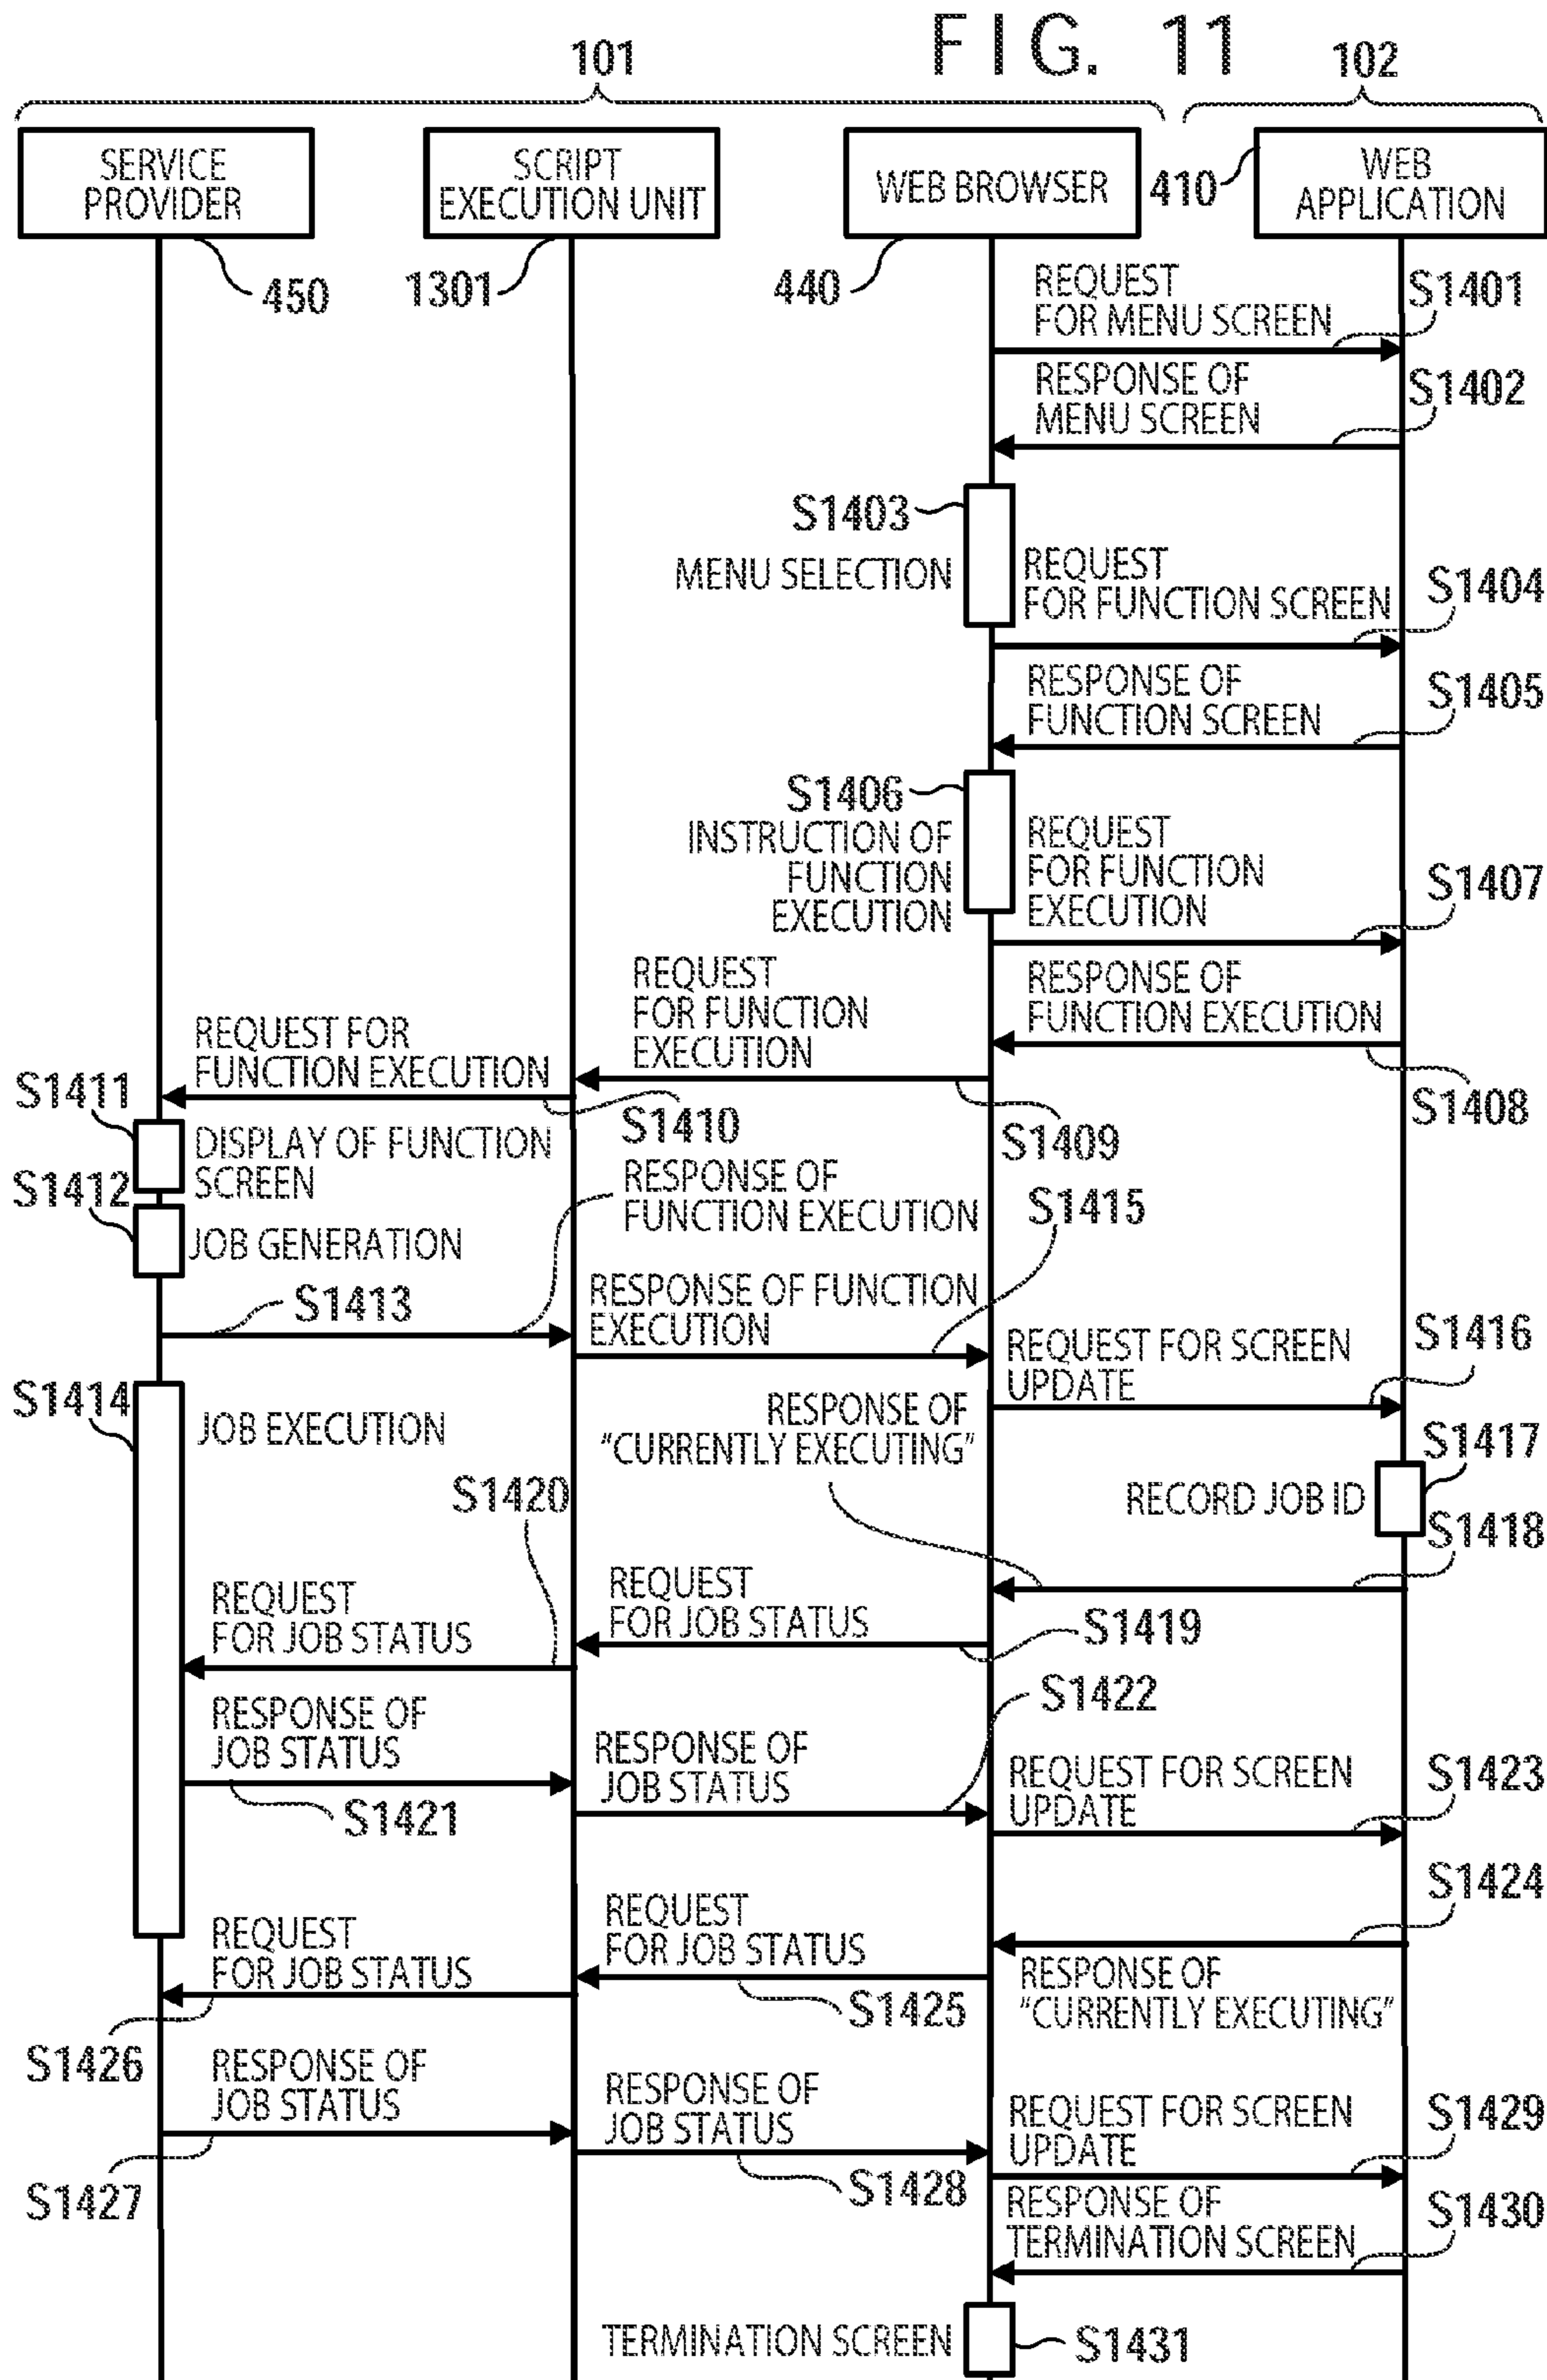 FIG. 11
101
102
SERVICE
PROVIDER
SCRIPT
EXECUTION UNIT
WEB BROWSER
410
WEB
APPLICATION
450
1301
440
REQUEST
FOR MENU SCREEN
S1401
RESPONSE OF
MENU SCREEN
S1402
S1403
MENU SELECTION
REQUEST
FOR FUNCTION SCREEN
S1404
RESPONSE OF
FUNCTION SCREEN
S1405
S1406
INSTRUCTION OF
FUNCTION
EXECUTION
REQUEST
FOR FUNCTION
EXECUTION
S1407
RESPONSE OF
FUNCTION EXECUTION
S1408
REQUEST
FOR FUNCTION
EXECUTION
S1409
REQUEST FOR
FUNCTION EXECUTION
S1410
S1411
DISPLAY OF FUNCTION
SCREEN
S1412
JOB GENERATION
RESPONSE OF
FUNCTION EXECUTION
S1413
RESPONSE OF FUNCTION
EXECUTION
S1415
REQUEST FOR SCREEN
UPDATE
S1416
S1414
JOB EXECUTION
RESPONSE OF
"CURRENTLY EXECUTING"
S1417
RECORD JOB ID
S1418
S1420
REQUEST
FOR JOB STATUS
REQUEST
FOR JOB STATUS
S1419
S1422
RESPONSE OF
JOB STATUS
S1421
RESPONSE OF
JOB STATUS
REQUEST FOR SCREEN
UPDATE
S1423
S1424
REQUEST
FOR JOB STATUS
REQUEST
FOR JOB STATUS
S1425
RESPONSE OF
"CURRENTLY EXECUTING"
S1426
RESPONSE OF
JOB STATUS
S1427
RESPONSE OF
JOB STATUS
S1428
REQUEST FOR SCREEN
UPDATE
S1429
RESPONSE OF
TERMINATION SCREEN
S1430
TERMINATION SCREEN
S1431